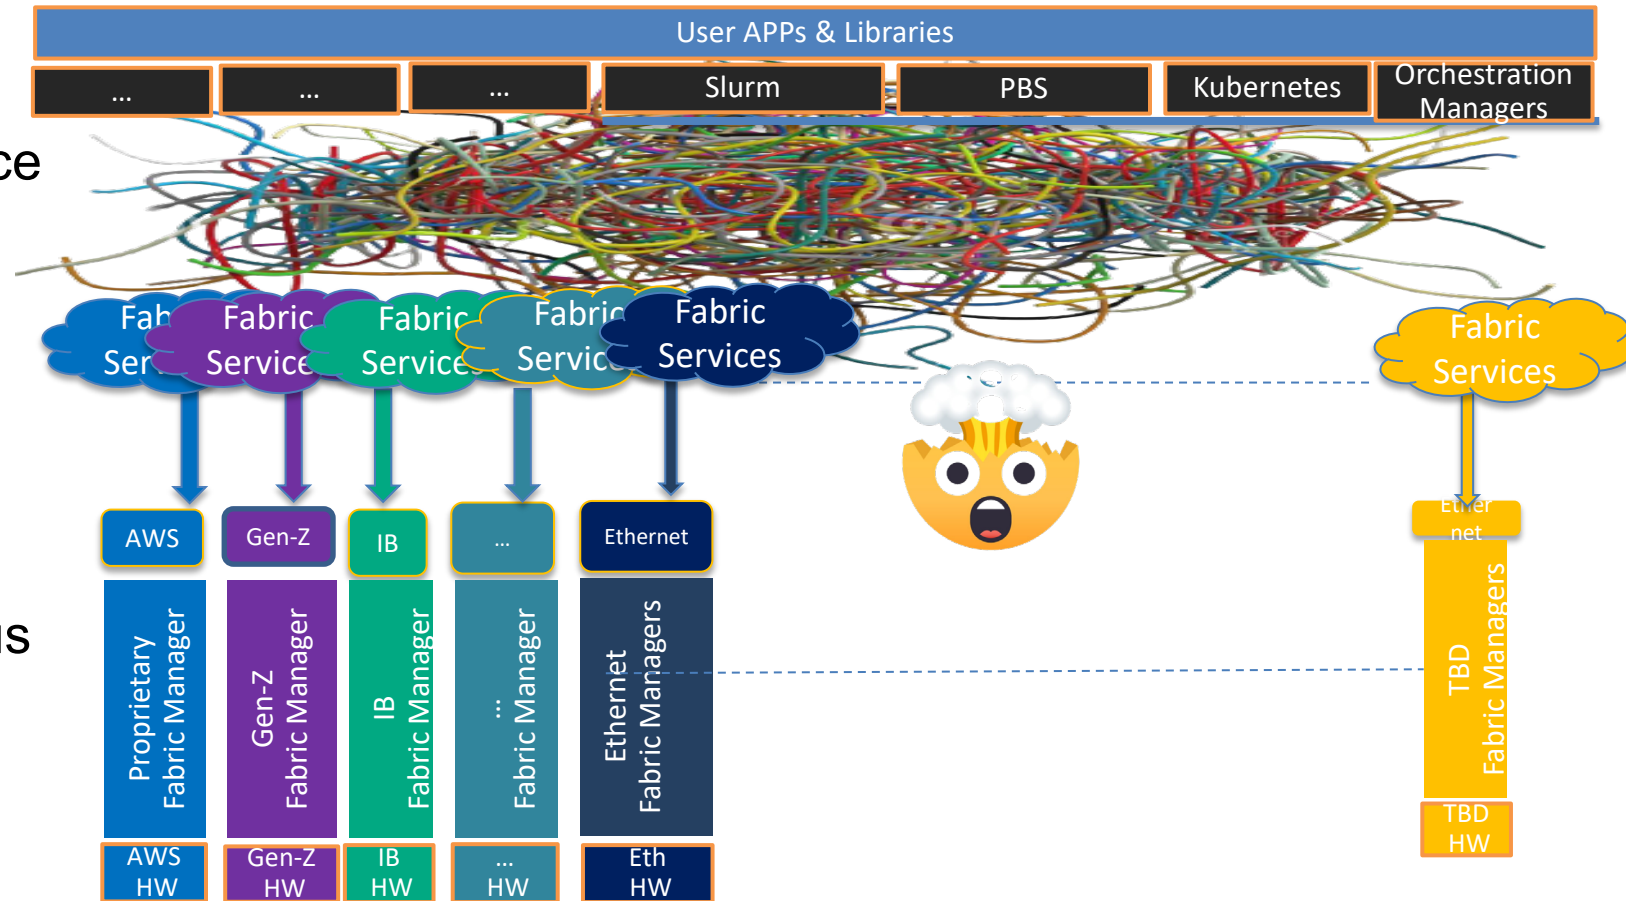 User APPs & Libraries
...
...
...
Slurm
PBS
Kubernetes
Orchestration
Managers
ce
Fab
Ser
Fabric
Service
Fabric
Services
Fabric
Servic
Fabric
Services
Fabric
Services
AWS
Gen-Z
IB
...
Ethernet
Ether
net
us
Proprietary
Fabric Manager
Gen-Z
Fabric Manager
IB
Fabric Manager
...
Fabric Manager
Ethernet
Fabric Managers
TBD
Fabric Managers
AWS
HW
Gen-Z
HW
IB
HW
...
HW
Eth
HW
TBD
HW